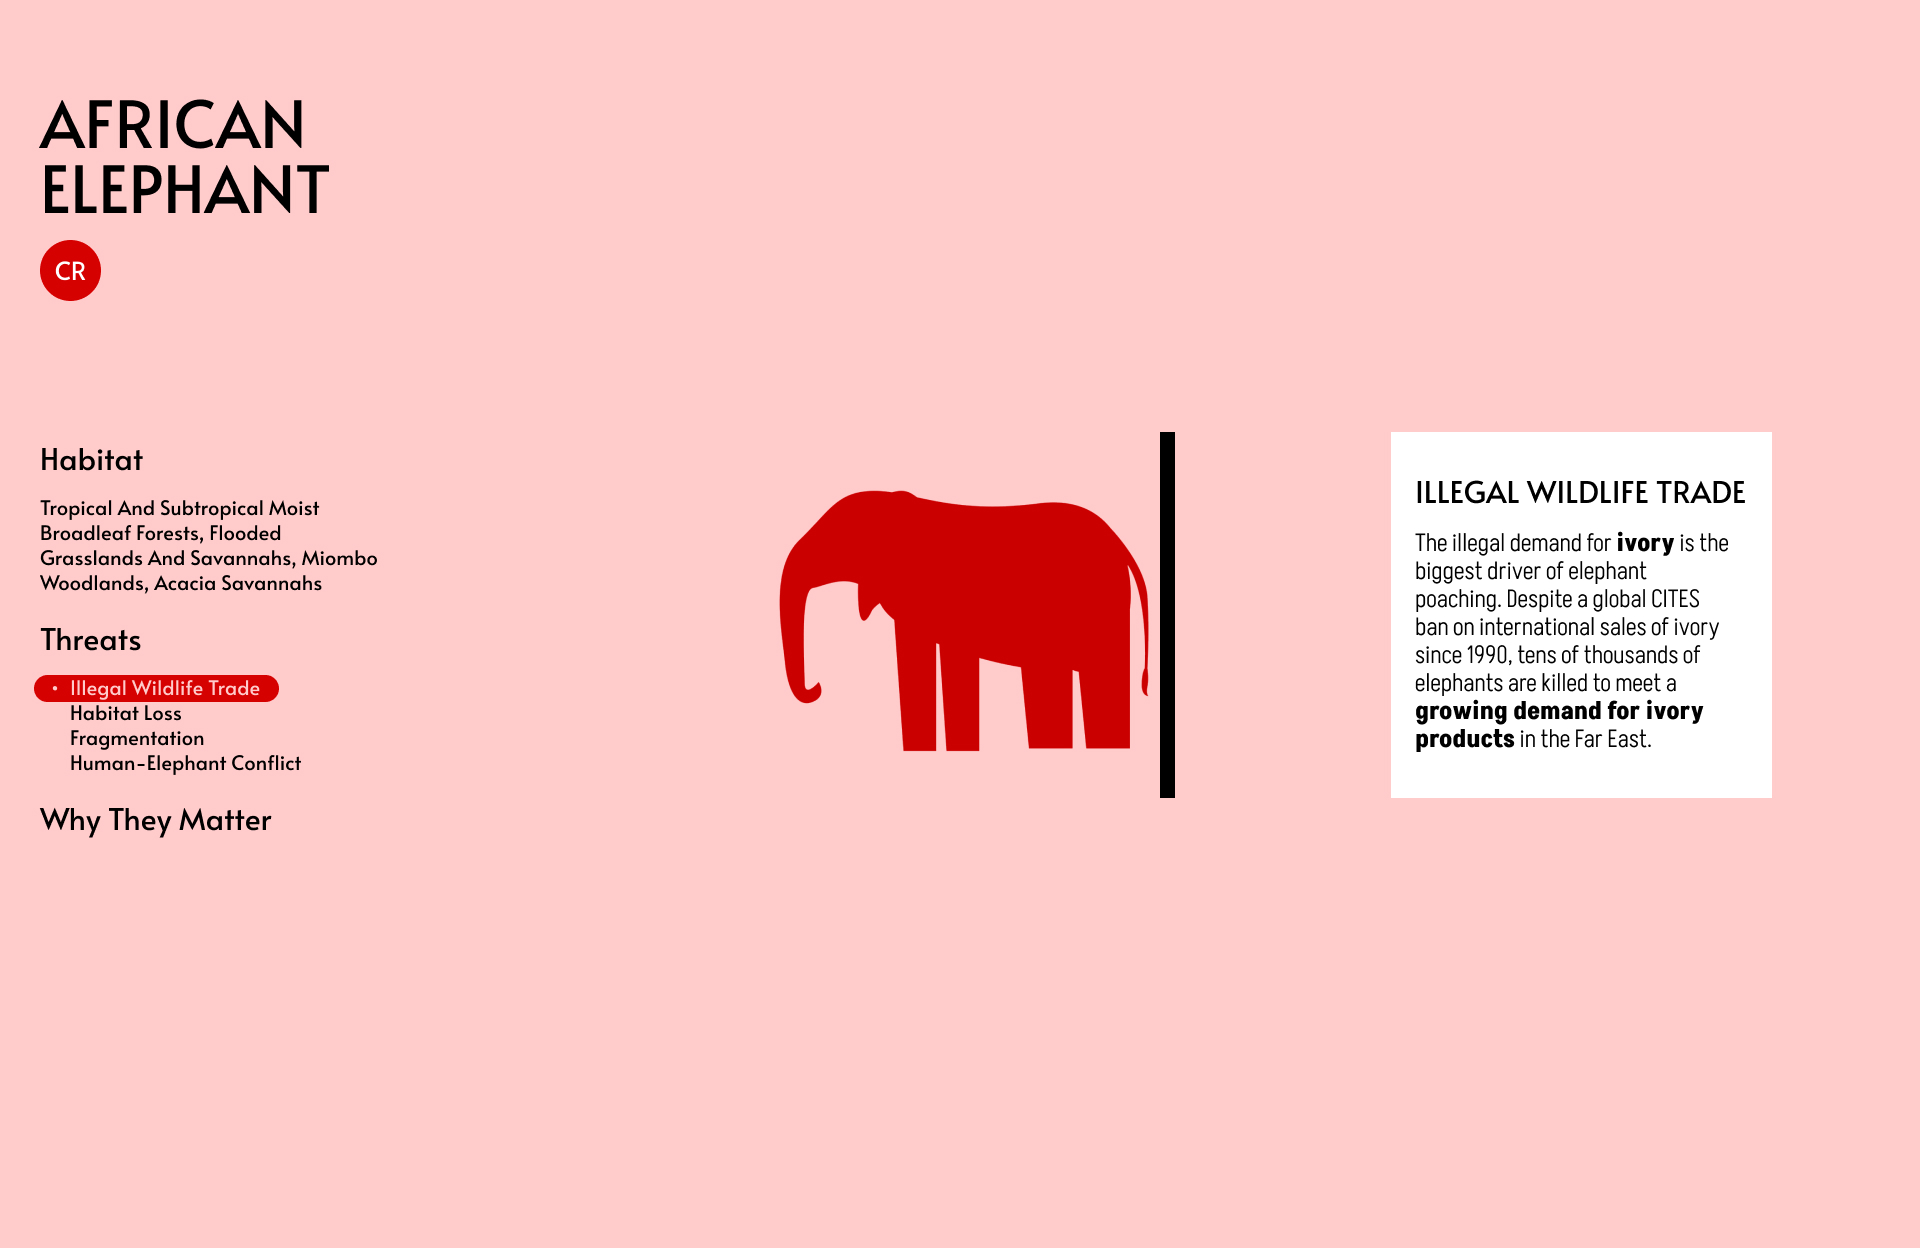 AFRICAN
ELEPHANT
CR
Habitat
Tropical And Subtropical Moist
Broadleaf Forests, Flooded
Grasslands And Savannahs, Miombo
Woodlands, Acacia Savannahs
Threats
• Illegal Wildlife Trade
Habitat Loss
Fragmentation
Human-Elephant Conflict
Why They Matter
ILLEGAL WILDLIFE TRADE
The illegal demand for ivory is the
biggest driver of elephant
poaching. Despite a global CITES
ban on international sales of ivory
since 1990, tens of thousands of
elephants are killed to meet a
growing demand for ivory
products in the Far East.